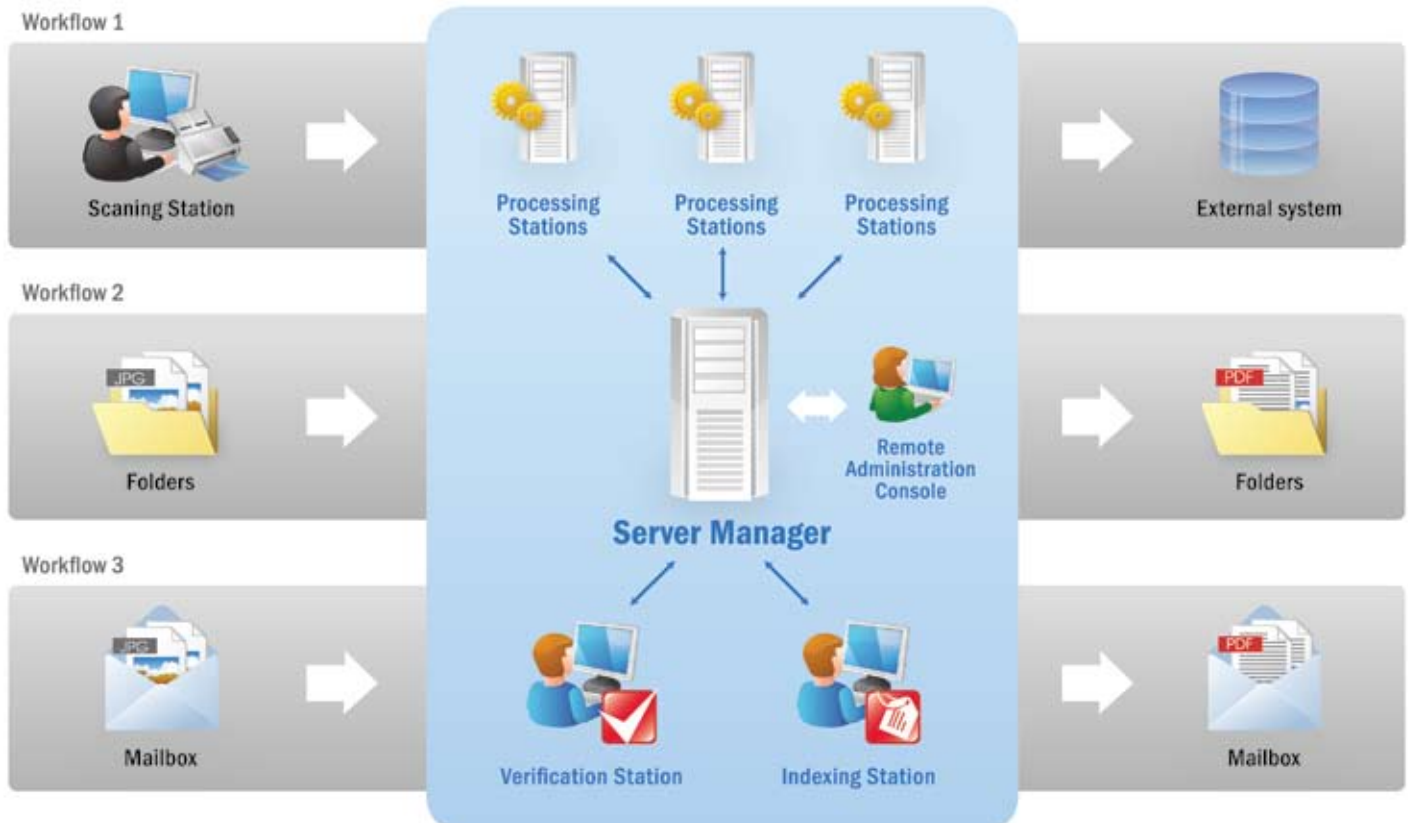 Workflow 1
Scaning Station
Processing
Stations
Processing
Stations
Processing
Stations
External system
Workflow 2
JPG
Folders
Remote
Administration
Console
Server Manager
PDF
Folders
Workflow 3
JPG
Mailbox
Verification Station
Indexing Station
PDF
Mailbox